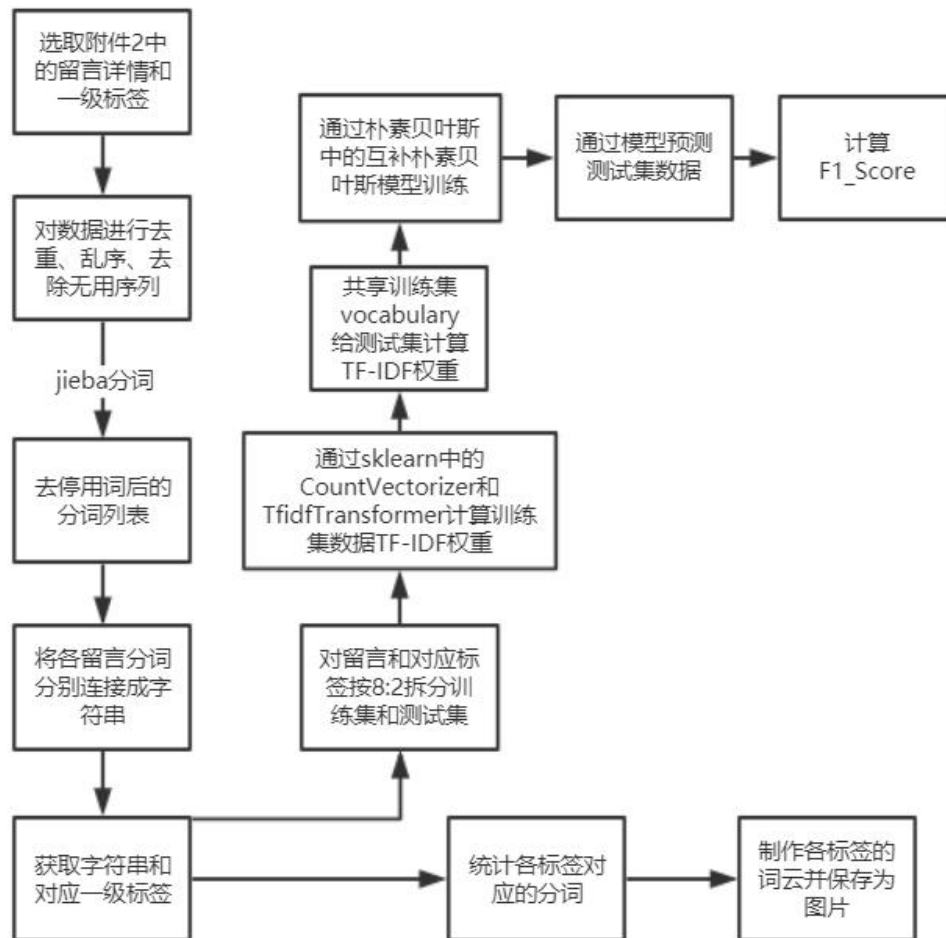 选取附件2中
的留言详情和
一级标签
对数据进行去
重、乱序、去
除无用序列
jieba分词
去停用词后的
分词列表
将各留言分词
分别连接成字
符串
获取字符串和
对应一级标签
对留言和对应标
签按8:2拆分训
练集和测试集
通过sklearn中的
CountVectorizer和
TfidfTransformer计算训练
集数据TF-IDF权重
共享训练集
vocabulary
给测试集计算
TF-IDF权重
通过朴素贝叶斯
中的互补朴素贝
叶斯模型训练
通过模型预测
测试集数据
计算
F1_Score
统计各标签对
应的分词
制作各标签的
词云并保存为
图片